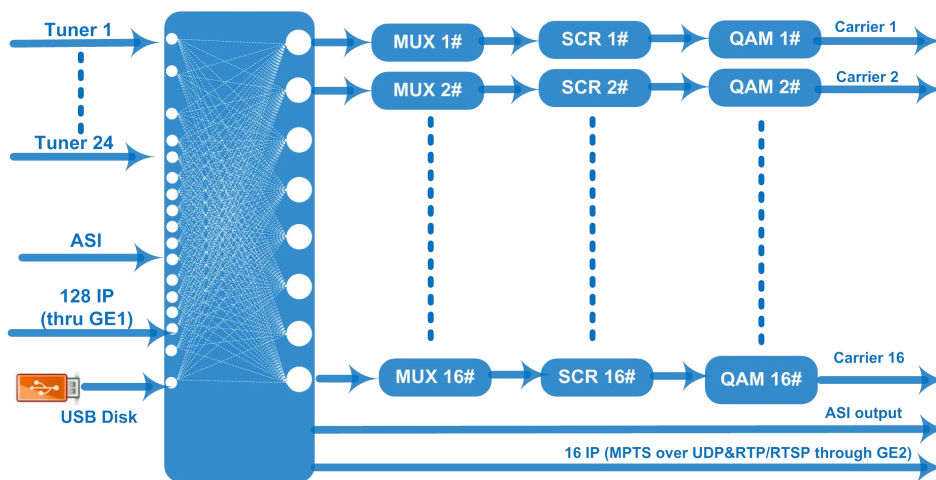 Tuner 1
MUX 1#
SCR 1#
QAM 1#
Carrier 1
MUX 2#
SCR 2#
QAM 2#
Carrier 2
Tuner 24
ASI
128 IP
(thru GE1)
USB Disk
MUX 16#
SCR 16#
QAM 16#
Carrier 16
ASI output
16 IP (MPTS over UDP&RTP/RTSP through GE2)